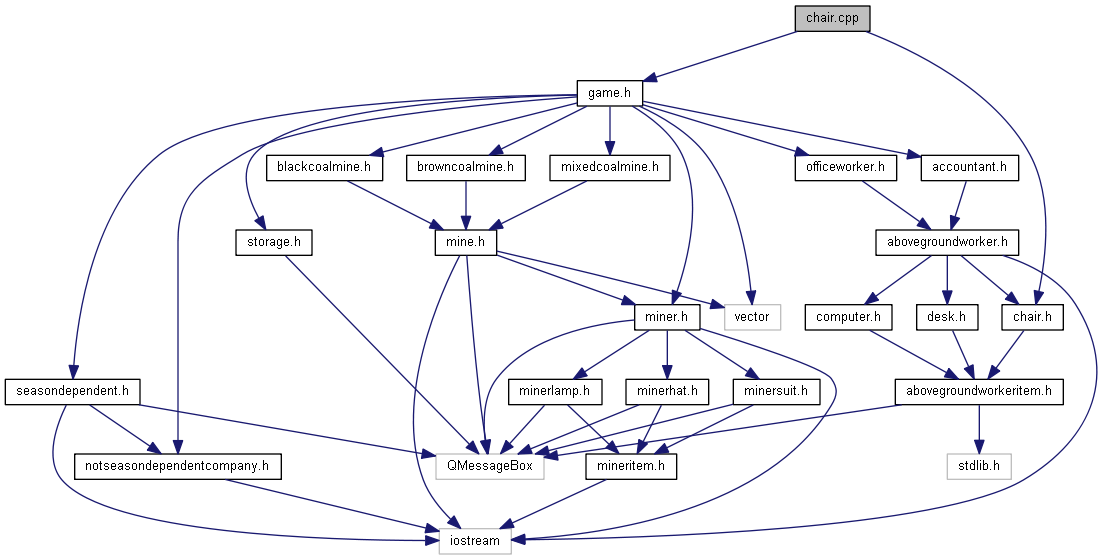 chair.cpp
game.h
blackcoalmine.h
browncoalmine.h
mixedcoalmine.h
officeworker.h
accountant.h
storage.h
mine.h
abovegroundworker.h
miner.h
vector
computer.h
desk.h
chair.h
seasondependent.h
minerlamp.h
minerhat.h
minersuit.h
abovegroundworkeritem.h
notseasondependentcompany.h
QMessageBox
mineritem.h
stdlib.h
iostream